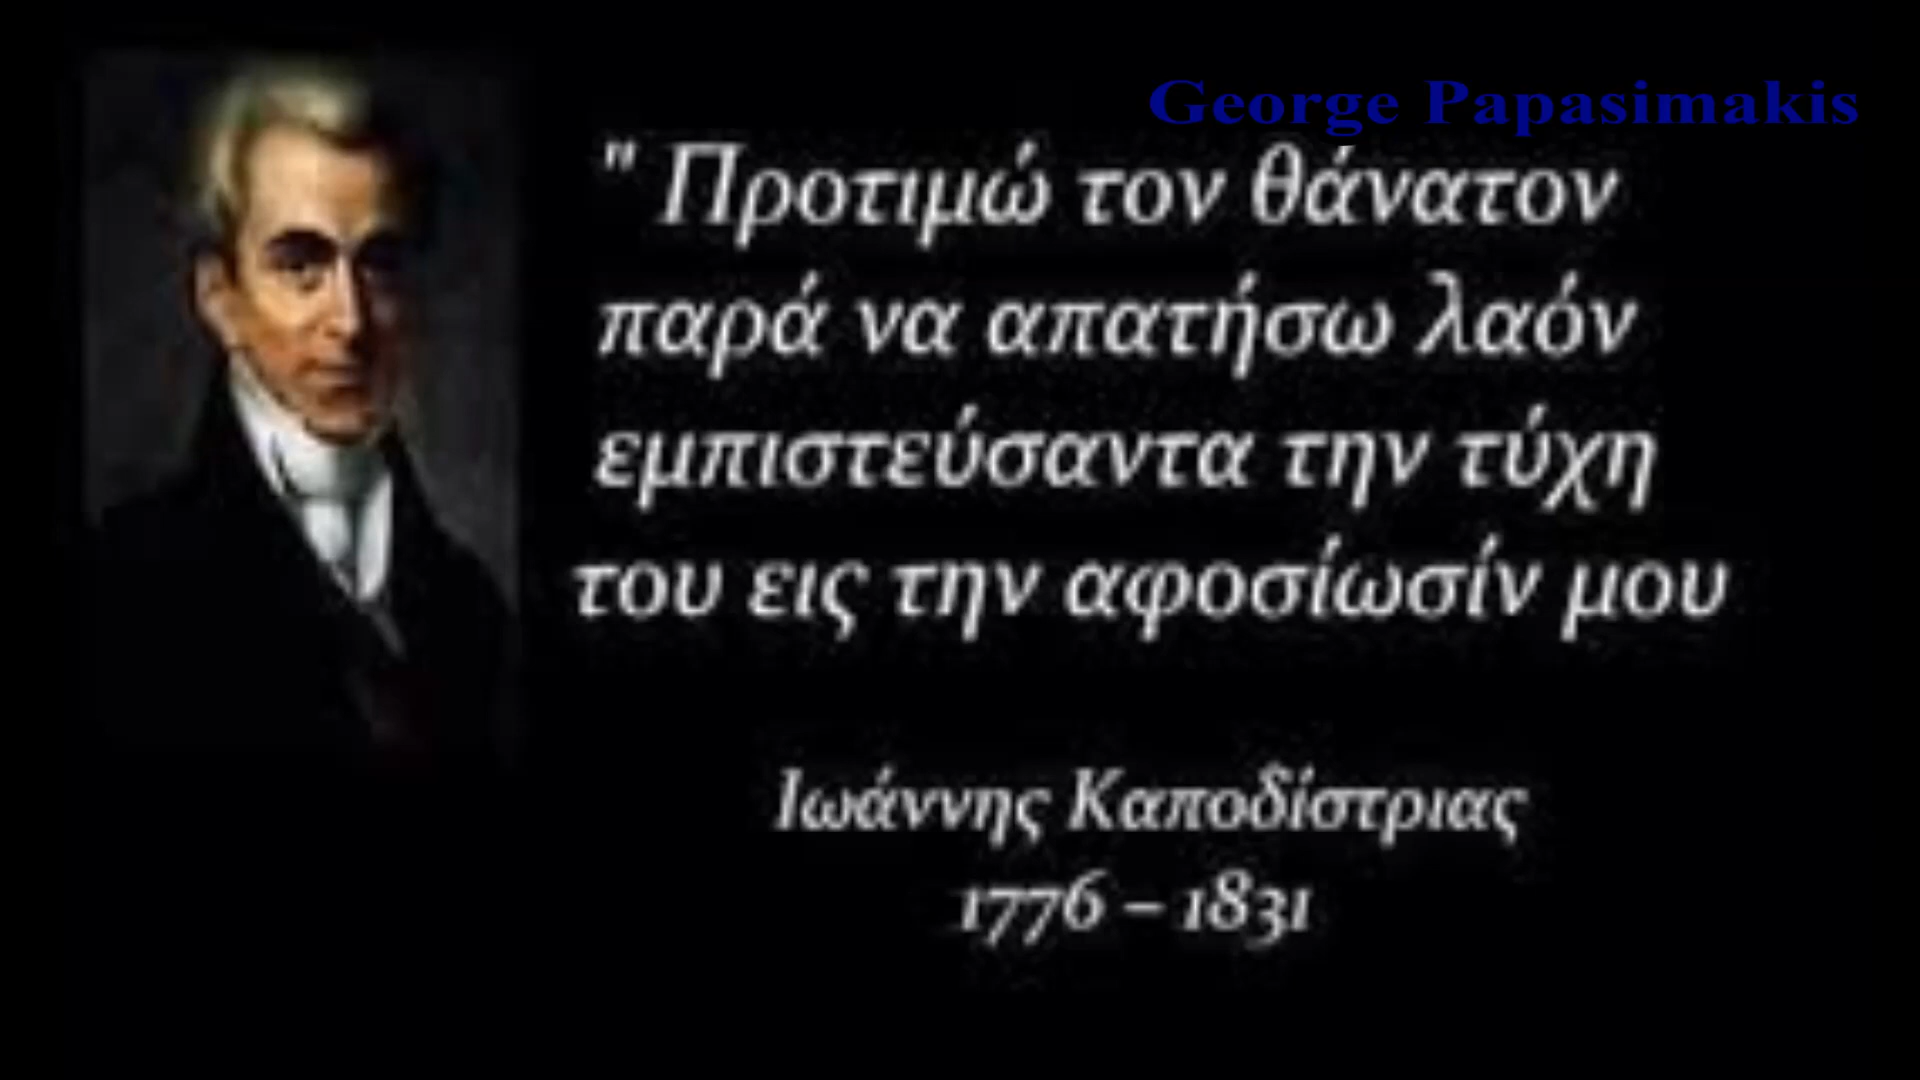 George Papasimakis
" Προτιμώ τον θάνατον
παρά να απατήσω λαόν
εμπιστεύσαντα την τύχη
του εις την αφοσίωσίν μου
Ιωάννης Καποδίστριας
1776 – 1831